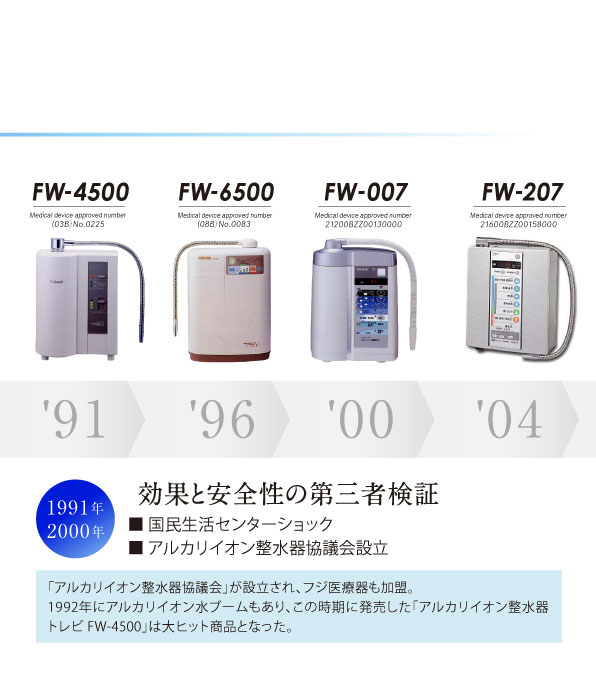 FW-4500 FW-6500 FW-007 FW-207
Medical device approved number Medical device approved number Medical device approved number Medical device approved number
(03B)No.0225 (08B)No.0083 21200BZZ00130000 21600BZZ00158000
'91 '96 '00 '04
効果と安全性の第三者検証
1991年
2000年
■ 国民生活センターショック
■ アルカリイオン整水器協議会設立
「アルカリイオン整水器協議会」が設立され、フジ医療器も加盟。
1992年にアルカリイオン水ブームもあり、この時期に発売した「アルカリイオン整水器
トレビ FW-4500」は大ヒット商品となった。